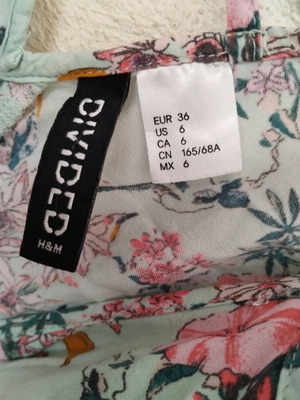 DIVIDED
H&M
EUR 36
US 6
CA 6
CN 165/68A
MX 6